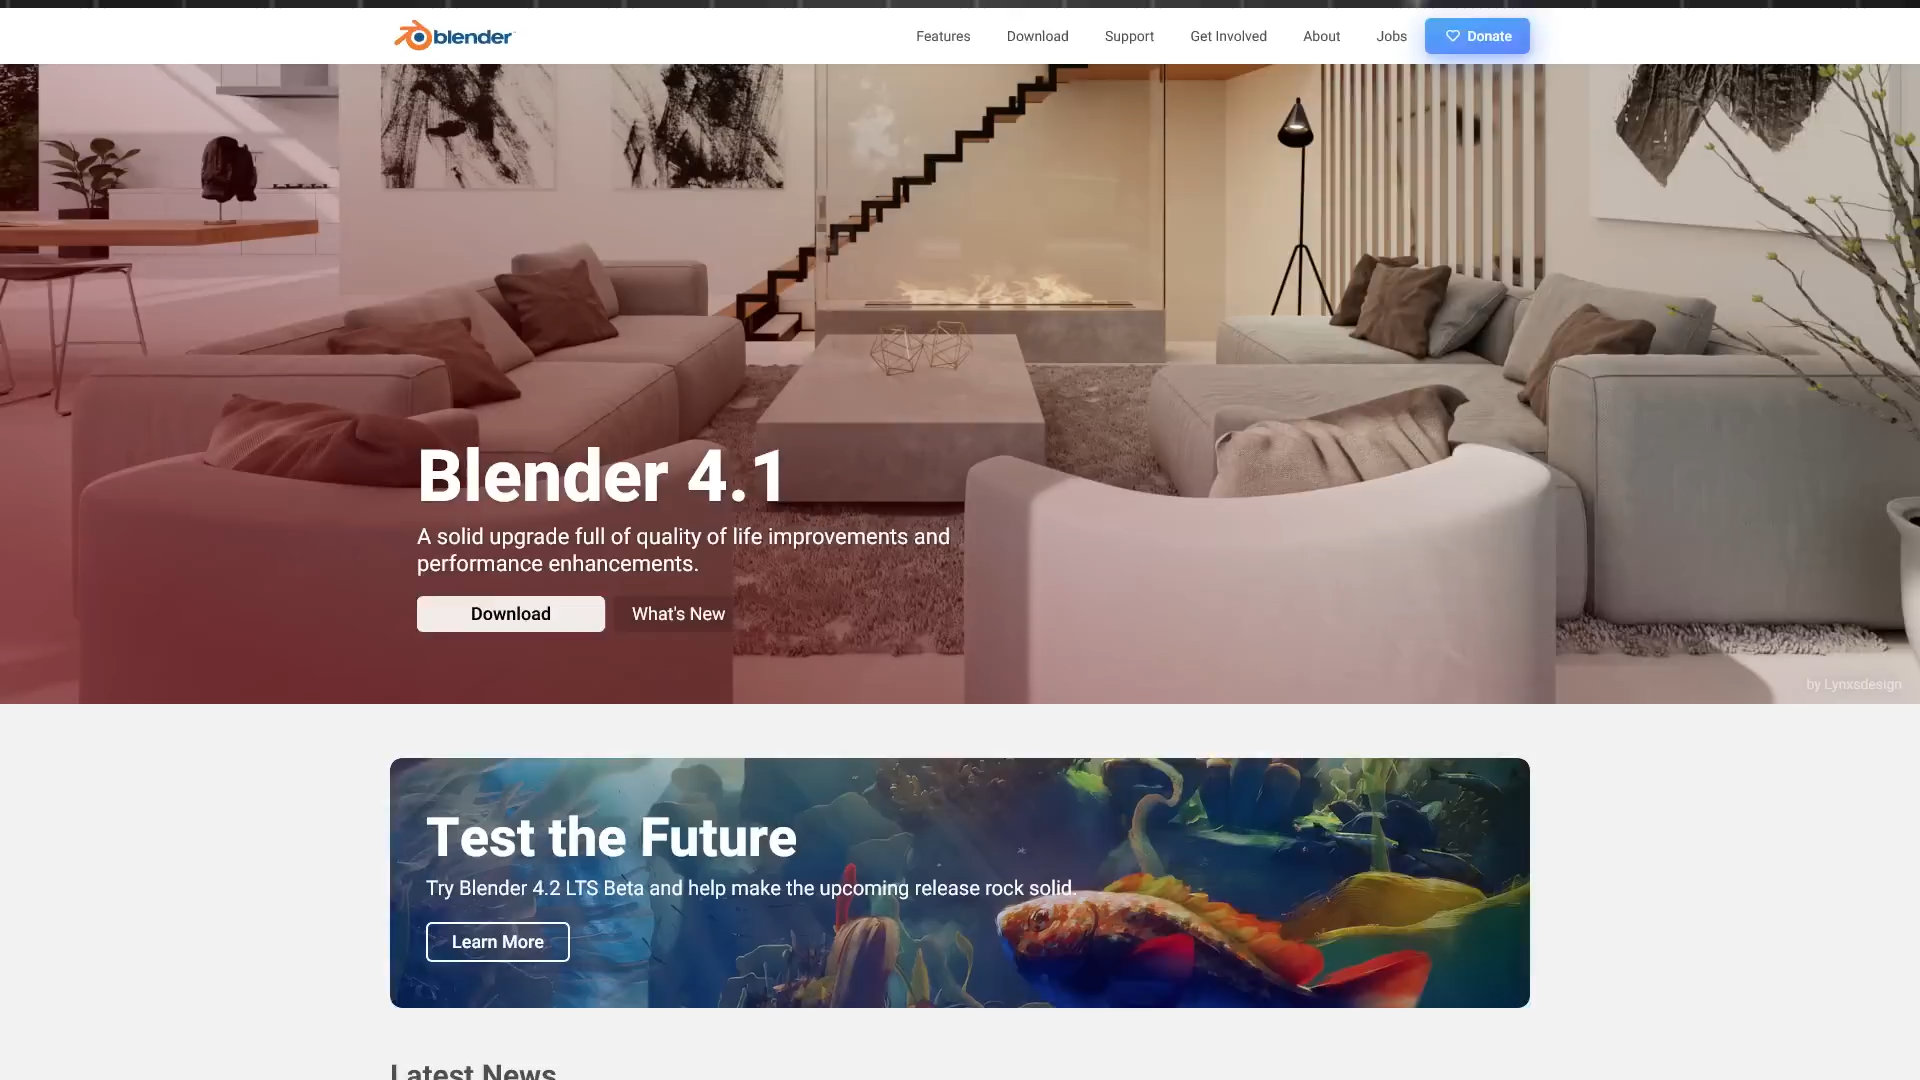 blender
Features
Download
Support
Get Involved
About
Jobs
Donate
Blender 4.1
A solid upgrade full of quality of life improvements and
performance enhancements.
Download
What's New
by Lynxsdesign
Test the Future
Try Blender 4.2 LTS Beta and help make the upcoming release rock solid.
Learn More
Latest News